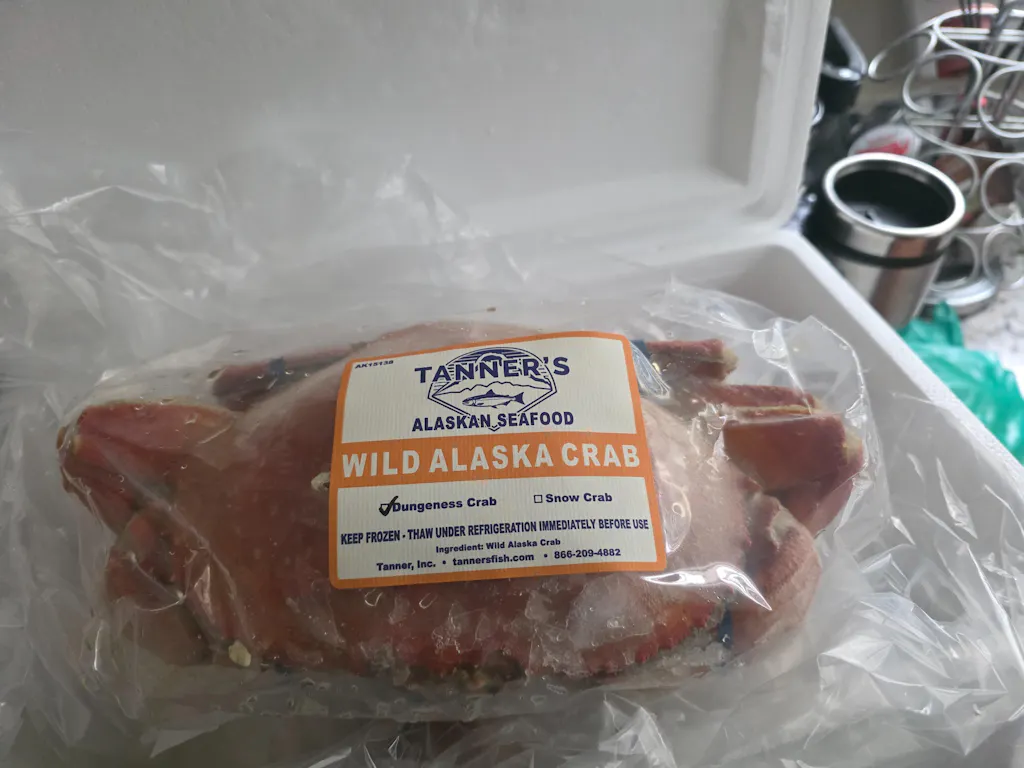 AK15138
TANNER'S
ALASKAN SEAFOOD
WILD ALASKA CRAB
Dungeness Crab Snow Crab
KEEP FROZEN - THAW UNDER REFRIGERATION IMMEDIATELY BEFORE USE
Ingredient: Wild Alaska Crab
Tanner, Inc. • tannersfish.com • 866-209-4882